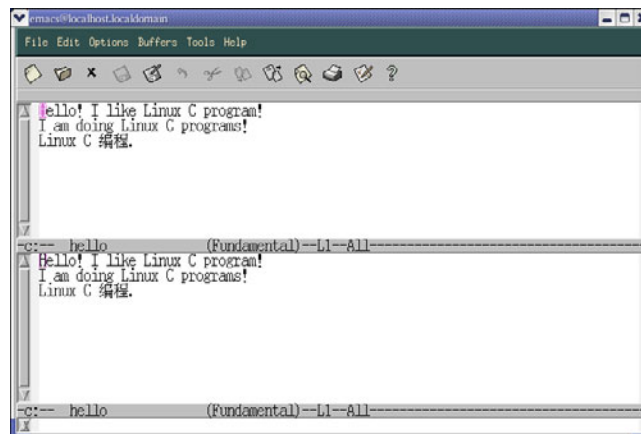 emacs@localhost.localdomain
File Edit Options Buffers Tools Help
Hello! I like Linux C program!
I am doing Linux C programs!
Linux C 编程.
-c:-- hello (Fundamental)--L1--All--------------------------------
Hello! I like Linux C program!
I am doing Linux C programs!
Linux C 编程.
-c:-- hello (Fundamental)--L1--All--------------------------------